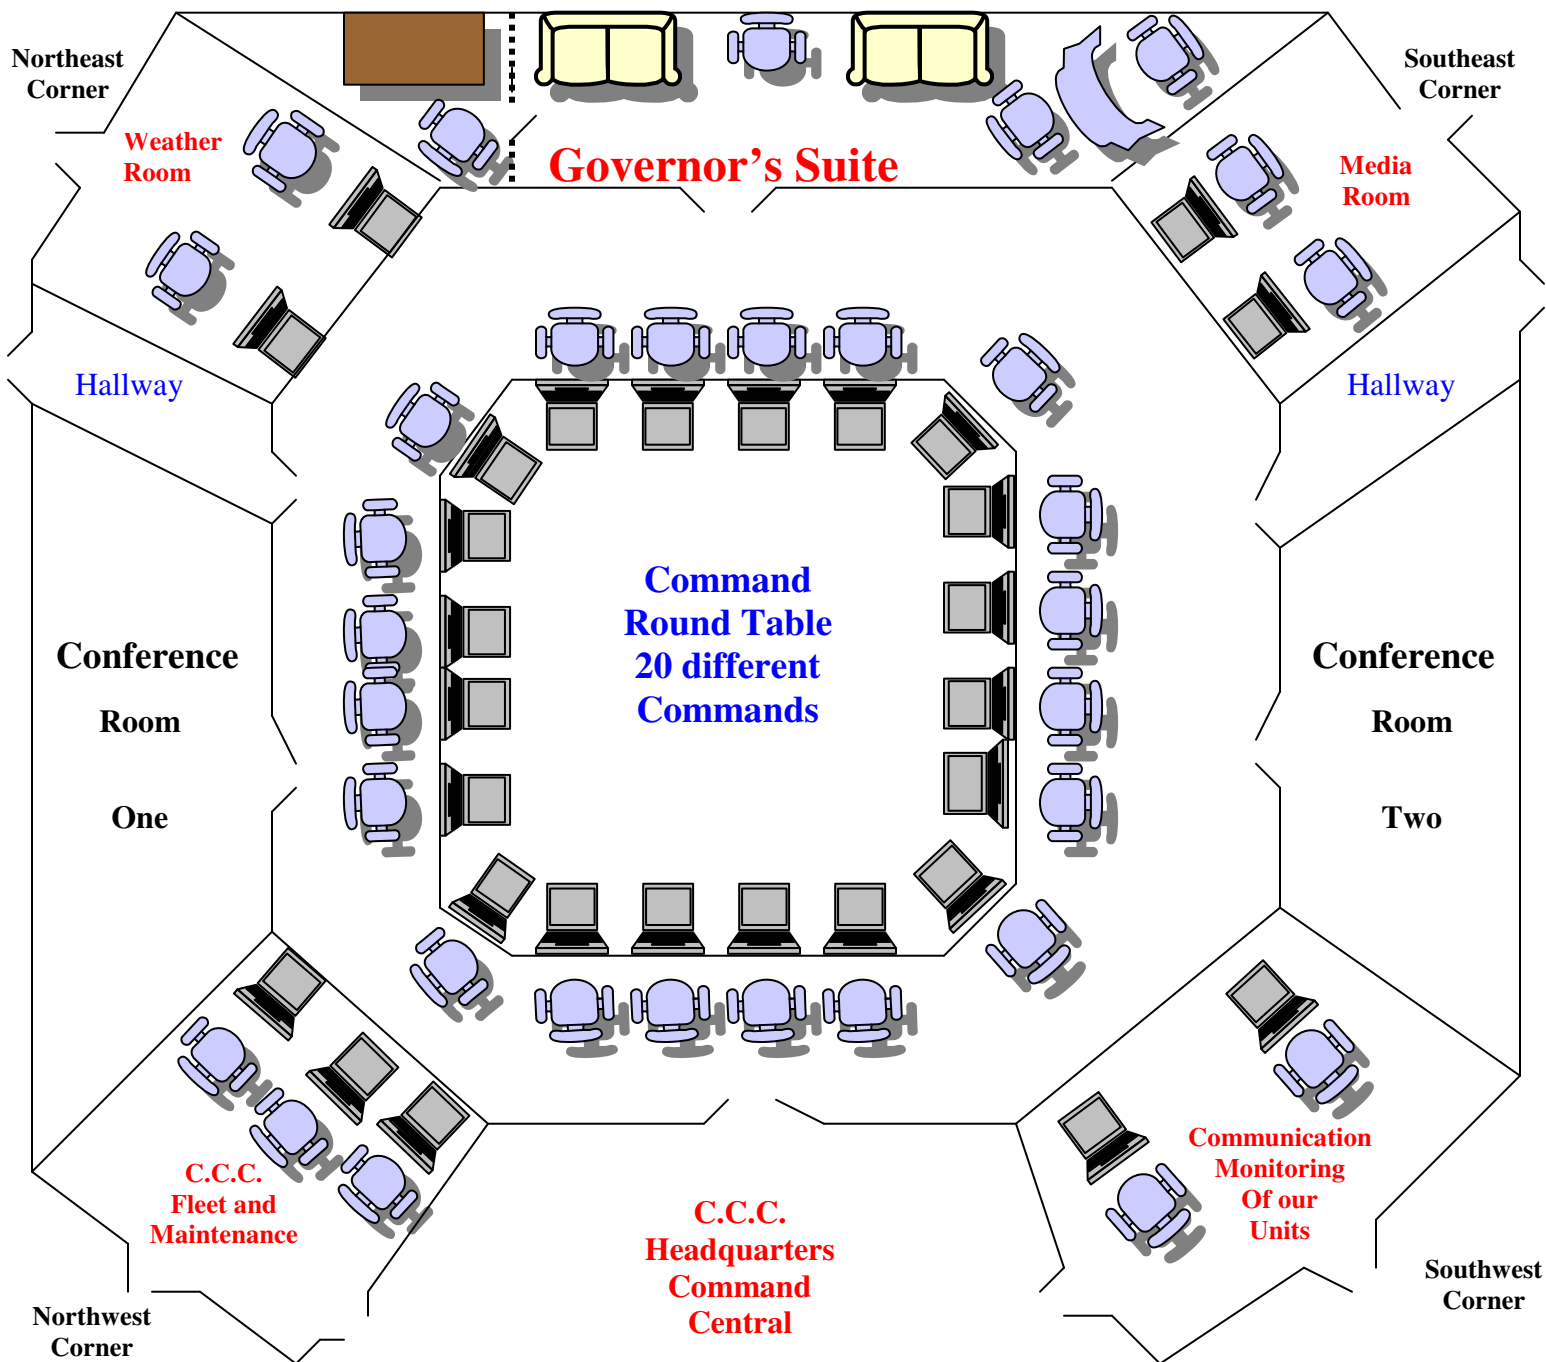 Northeast
Corner
Southeast
Corner
Weather
Room
Governor's Suite
Media
Room
Hallway
Hallway
Command
Round Table
20 different
Commands
Conference
Room
One
Conference
Room
Two
C.C.C.
Fleet and
Maintenance
Communication
Monitoring
Of our
Units
C.C.C.
Headquarters
Command
Central
Northwest
Corner
Southwest
Corner